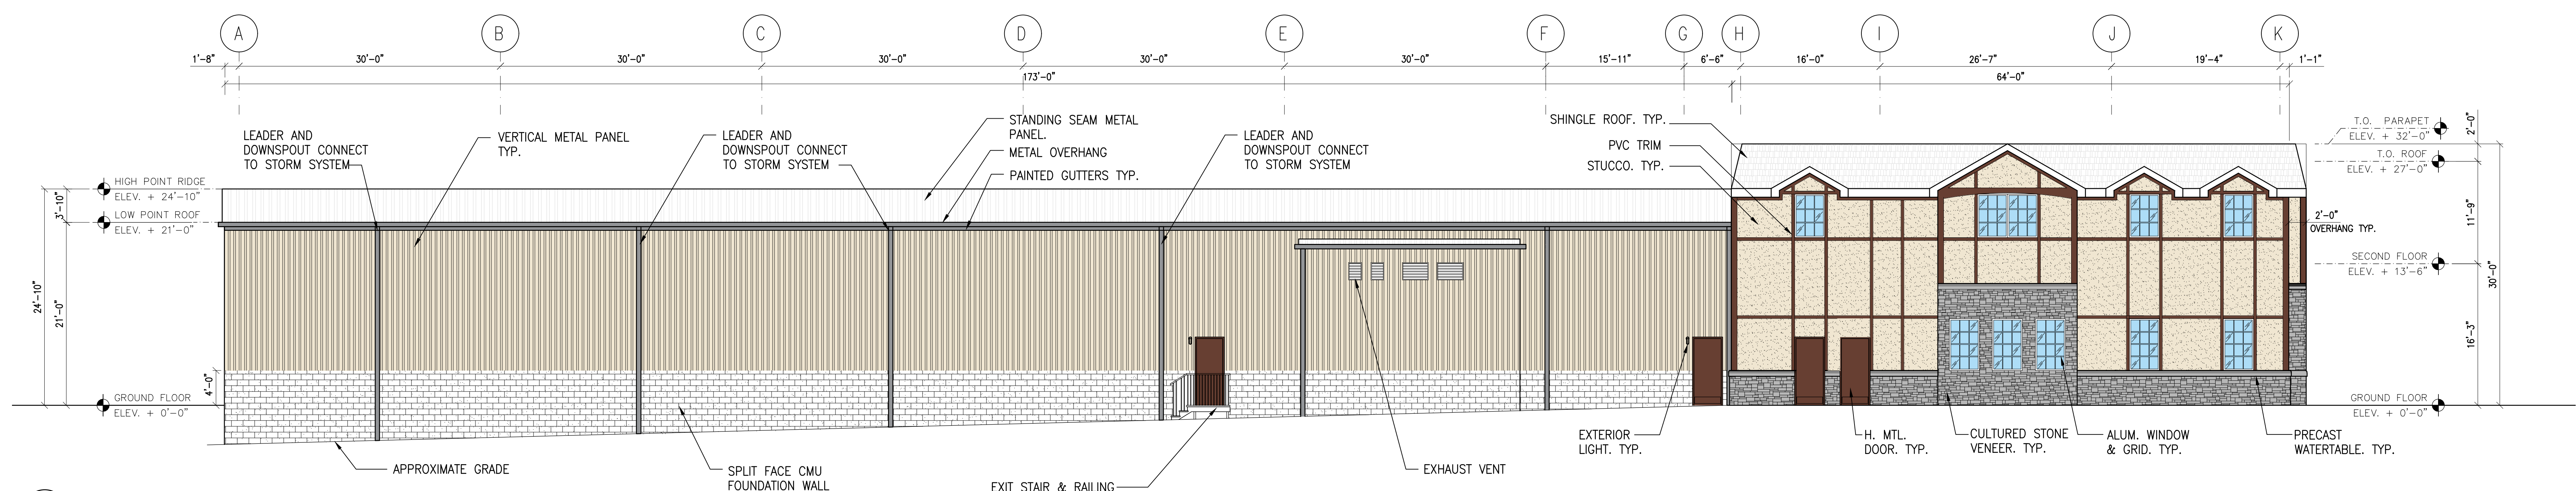 A B C D E F G H I J K
1'-8" 30'-0" 30'-0" 30'-0" 30'-0" 30'-0" 15'-11" 6'-6" 16'-0" 26'-7" 19'-4" 1'-1"
173'-0" 64'-0"
LEADER AND
DOWNSPOUT CONNECT
TO STORM SYSTEM
VERTICAL METAL PANEL
TYP.
LEADER AND
DOWNSPOUT CONNECT
TO STORM SYSTEM
STANDING SEAM METAL
PANEL.
METAL OVERHANG
PAINTED GUTTERS TYP.
LEADER AND
DOWNSPOUT CONNECT
TO STORM SYSTEM
SHINGLE ROOF. TYP.
PVC TRIM
STUCCO. TYP.
T.O. PARAPET
ELEV. + 32'-0"
T.O. ROOF
ELEV. + 27'-0"
2'-0"
HIGH POINT RIDGE
ELEV. + 24'-10"
LOW POINT ROOF
ELEV. + 21'-0"
3'-10"
24'-10"
21'-0"
4'-0"
GROUND FLOOR
ELEV. + 0'-0"
2'-0"
OVERHANG TYP.
11'-9"
SECOND FLOOR
ELEV. + 13'-6"
30'-0"
16'-3"
GROUND FLOOR
ELEV. + 0'-0"
APPROXIMATE GRADE
SPLIT FACE CMU
FOUNDATION WALL
EXIT STAIR & RAILING
EXHAUST VENT
EXTERIOR
LIGHT. TYP.
H. MTL.
DOOR. TYP.
CULTURED STONE
VENEER. TYP.
ALUM. WINDOW
& GRID. TYP.
PRECAST
WATERTABLE. TYP.